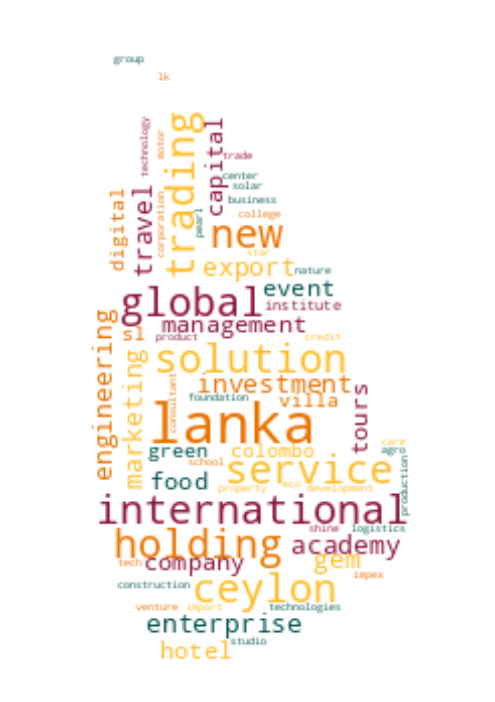 group
lk
trading
technology
motor
capital
trade
center
solar
digital
travel
corporation
business
pearl
college
new
star
export
nature
event
global
institute
management
engineering
sl
product
credit
marketing
solution
consultant
investment
foundation
villa
tours
lanka
green
colombo
care
agro
school
service
food
property
eco
development
production
international
shine
logistics
holding
academy
tech
company
gem
impex
construction
ceylon
venture
import
technologies
enterprise
studio
hotel